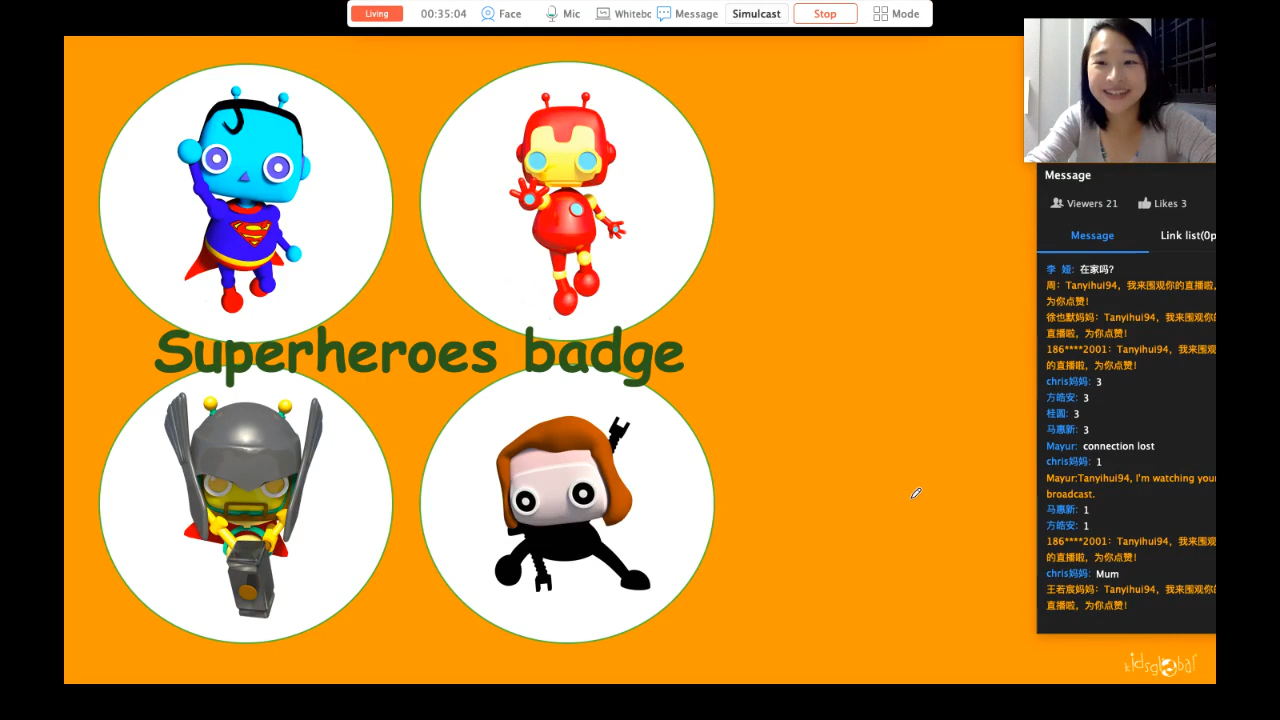 Living 00:35:04 Face Mic Whitebc Message Simulcast Stop Mode
Superheroes badge
Message
Viewers 21 Likes 3
Message Link list(0p
李 娅: 在家吗?
周: Tanyihui94, 我来围观你的直播啦,
为你点赞!
徐也默妈妈: Tanyihui94, 我来围观你的
直播啦, 为你点赞!
186****2001: Tanyihui94, 我来围观
的直播啦, 为你点赞!
chris妈妈: 3
方皓安: 3
桂圆: 3
马惠新: 3
Mayur: connection lost
chris妈妈: 1
Mayur:Tanyihui94, I'm watching your
broadcast.
马惠新: 1
方皓安: 1
186****2001: Tanyihui94, 我来围观
的直播啦, 为你点赞!
chris妈妈: Mum
王若宸妈妈: Tanyihui94, 我来围观你的
直播啦, 为你点赞!
kidsglobal